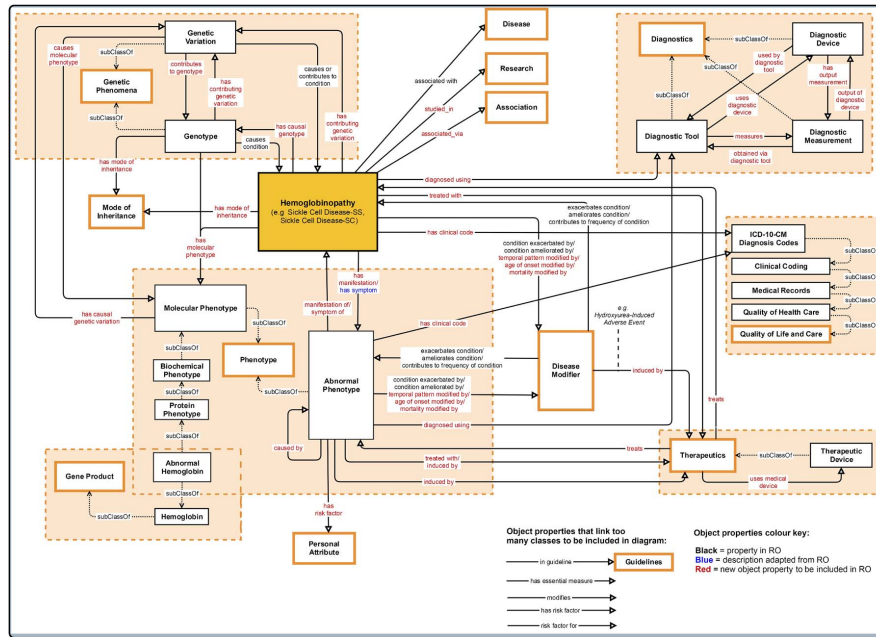 Genetic
Variation
causes
molecular
phenotype
subClassOf
contributes
to genotype
has
contributing
genetic
variation
causes or
contributes to
condition
has
contributing
genetic
variation
Genetic
Phenomena
subClassOf
Genotype
causes
condition
has causal
genotype
has mode of
inheritance
Mode of
Inheritance
has mode of
inheritance
has
molecular
phenotype
Disease
Research
Association
associated with
studied_in
associated_via
Hemoglobinopathy
(e.g Sickle Cell Disease-SS,
Sickle Cell Disease-SC)
diagnosed using
treated with
has clinical code
exacerbates condition/
ameliorates condition/
contributes to frequency of condition
condition exacerbated by/
condition ameliorated by/
temporal pattern modified by/
age of onset modified by/
mortality modified by
Diagnostics
subClassOf
Diagnostic
Device
used by
diagnostic
tool
has
output
measurement
subClassOf
subClassOf
uses
diagnostic
device
output of
diagnostic
device
Diagnostic Tool
measures
obtained via
diagnostic tool
Diagnostic
Measurement
ICD-10-CM
Diagnosis Codes
subClassOf
Clinical Coding
subClassOf
Medical Records
subClassOf
Quality of Health Care
subClassOf
Quality of Life and Care
has causal
genetic variation
Molecular Phenotype
subClassOf
subClassOf
Phenotype
subClassOf
Biochemical
Phenotype
subClassOf
Protein
Phenotype
subClassOf
Abnormal
Hemoglobin
subClassOf
Hemoglobin
subClassOf
Gene Product
manifestation of/
symptom of
has
manifestation/
has symptom
has clinical code
Abnormal
Phenotype
exacerbates condition/
ameliorates condition/
contributes to frequency of condition
condition exacerbated by/
condition ameliorated by/
temporal pattern modified by/
age of onset modified by/
mortality modified by
diagnosed using
e.g.
Hydroxyurea-Induced
Adverse Event
Disease
Modifier
induced by
treats
caused by
treated with/
induced by
treats
induced by
Therapeutics
subClassOf
Therapeutic
Device
uses medical
device
has
risk factor
Personal
Attribute
Object properties that link too
many classes to be included in diagram:
in guideline
Guidelines
has essential measure
modifies
has risk factor
risk factor for
Object properties colour key:
Black = property in RO
Blue = description adapted from RO
Red = new object property to be included in RO